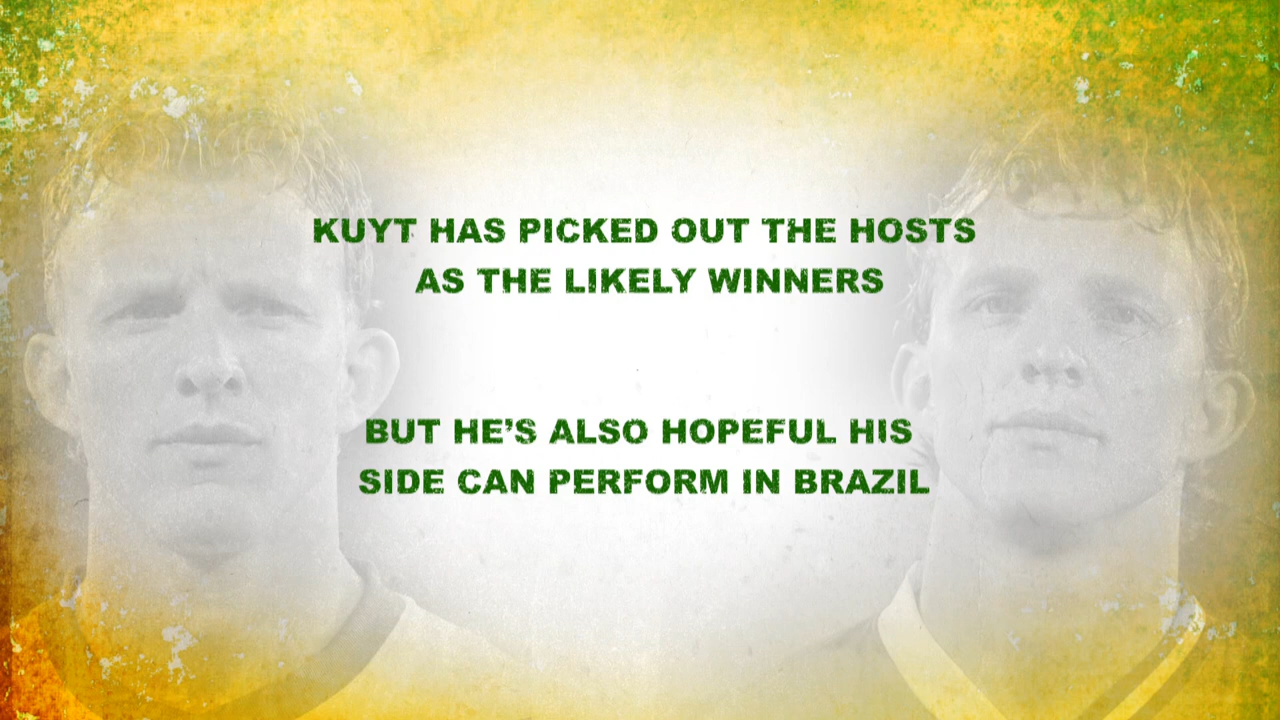 KUYT HAS PICKED OUT THE HOSTS
AS THE LIKELY WINNERS
BUT HE'S ALSO HOPEFUL HIS
SIDE CAN PERFORM IN BRAZIL